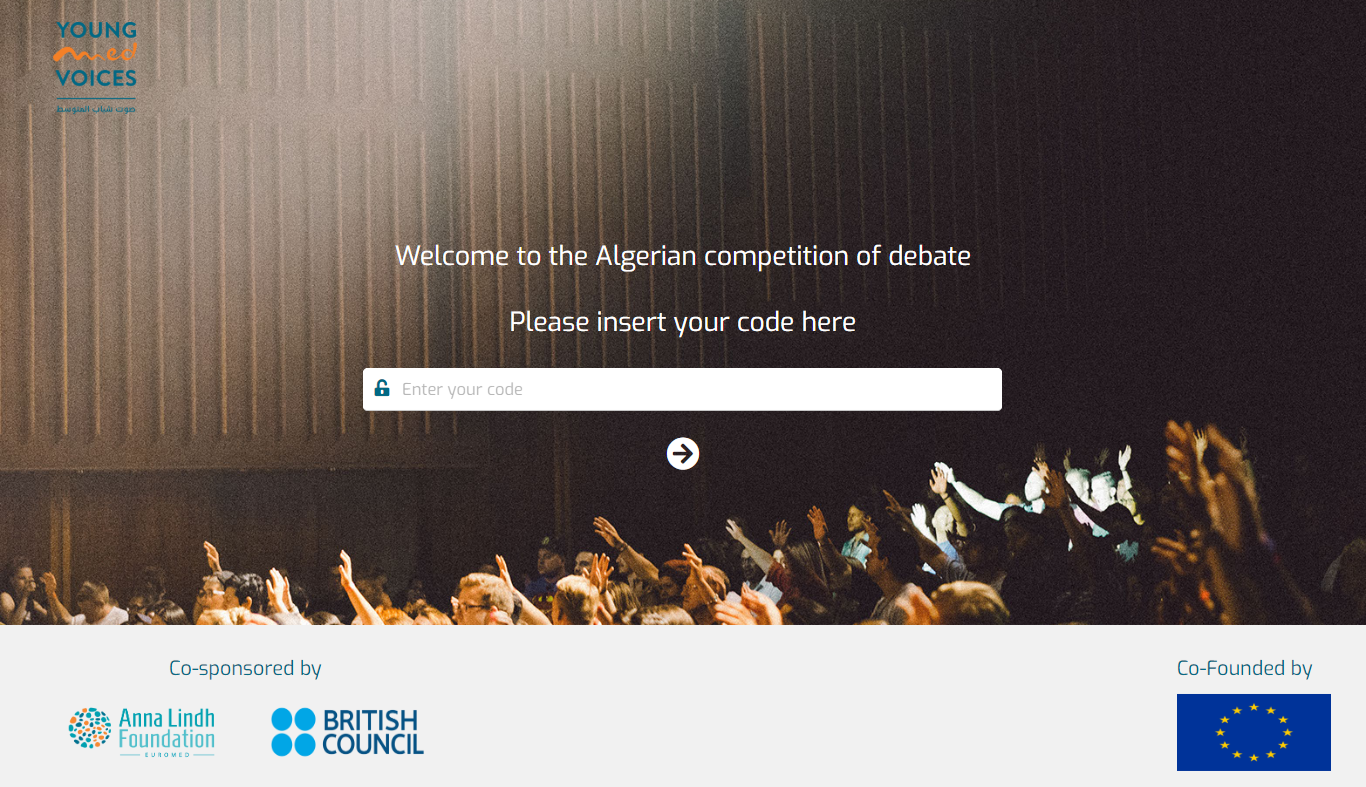 YOUNG
med
VOICES
صوت شباب المتوسط
Welcome to the Algerian competition of debate
Please insert your code here
Enter your code
Co-sponsored by
Co-Founded by
Anna Lindh
Foundation
EUROMED
BRITISH
COUNCIL